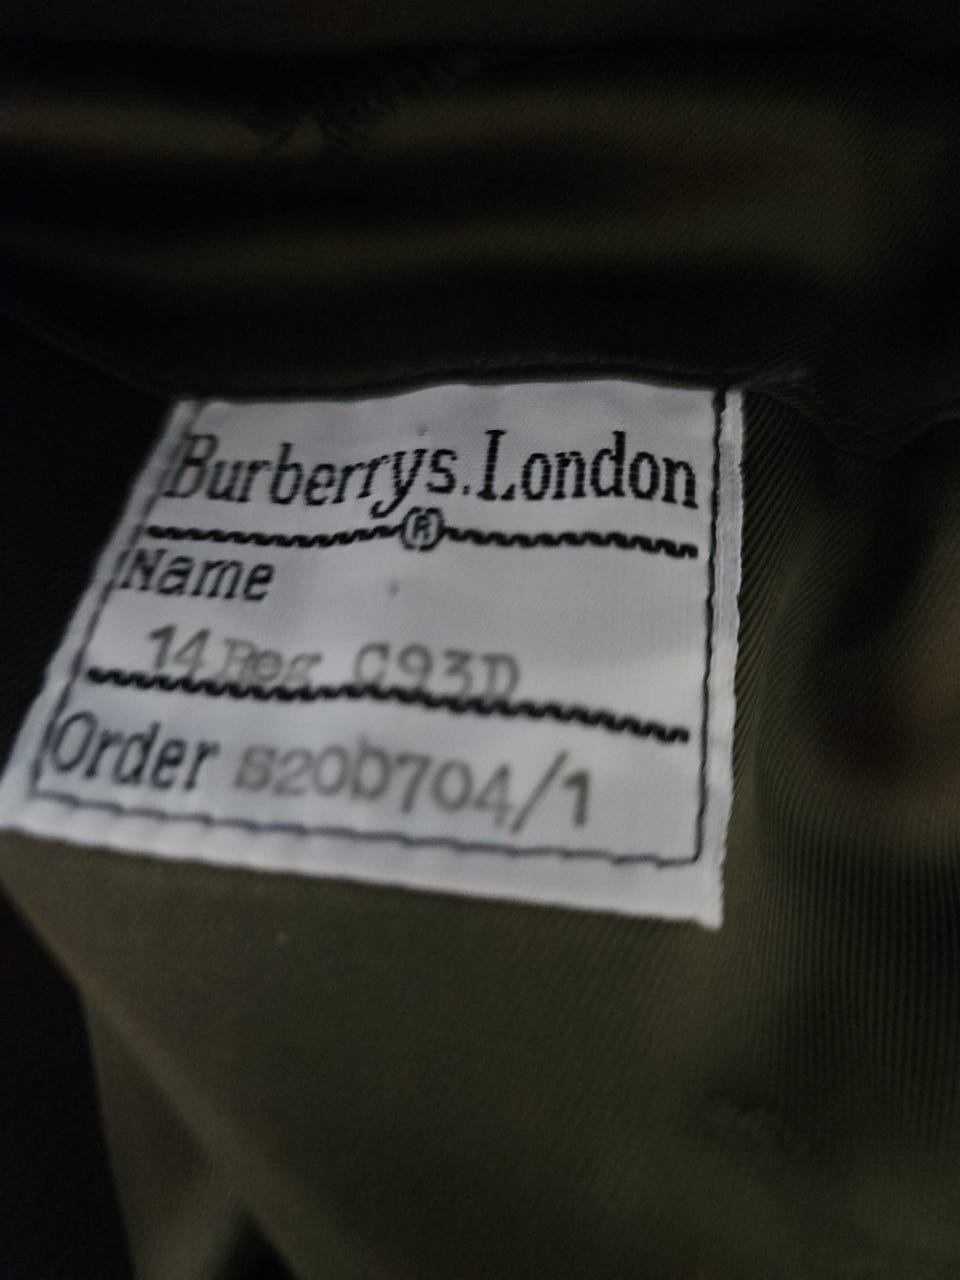 Burberrys. London
®
Name
14 Reg C93D
Order S20b704/1